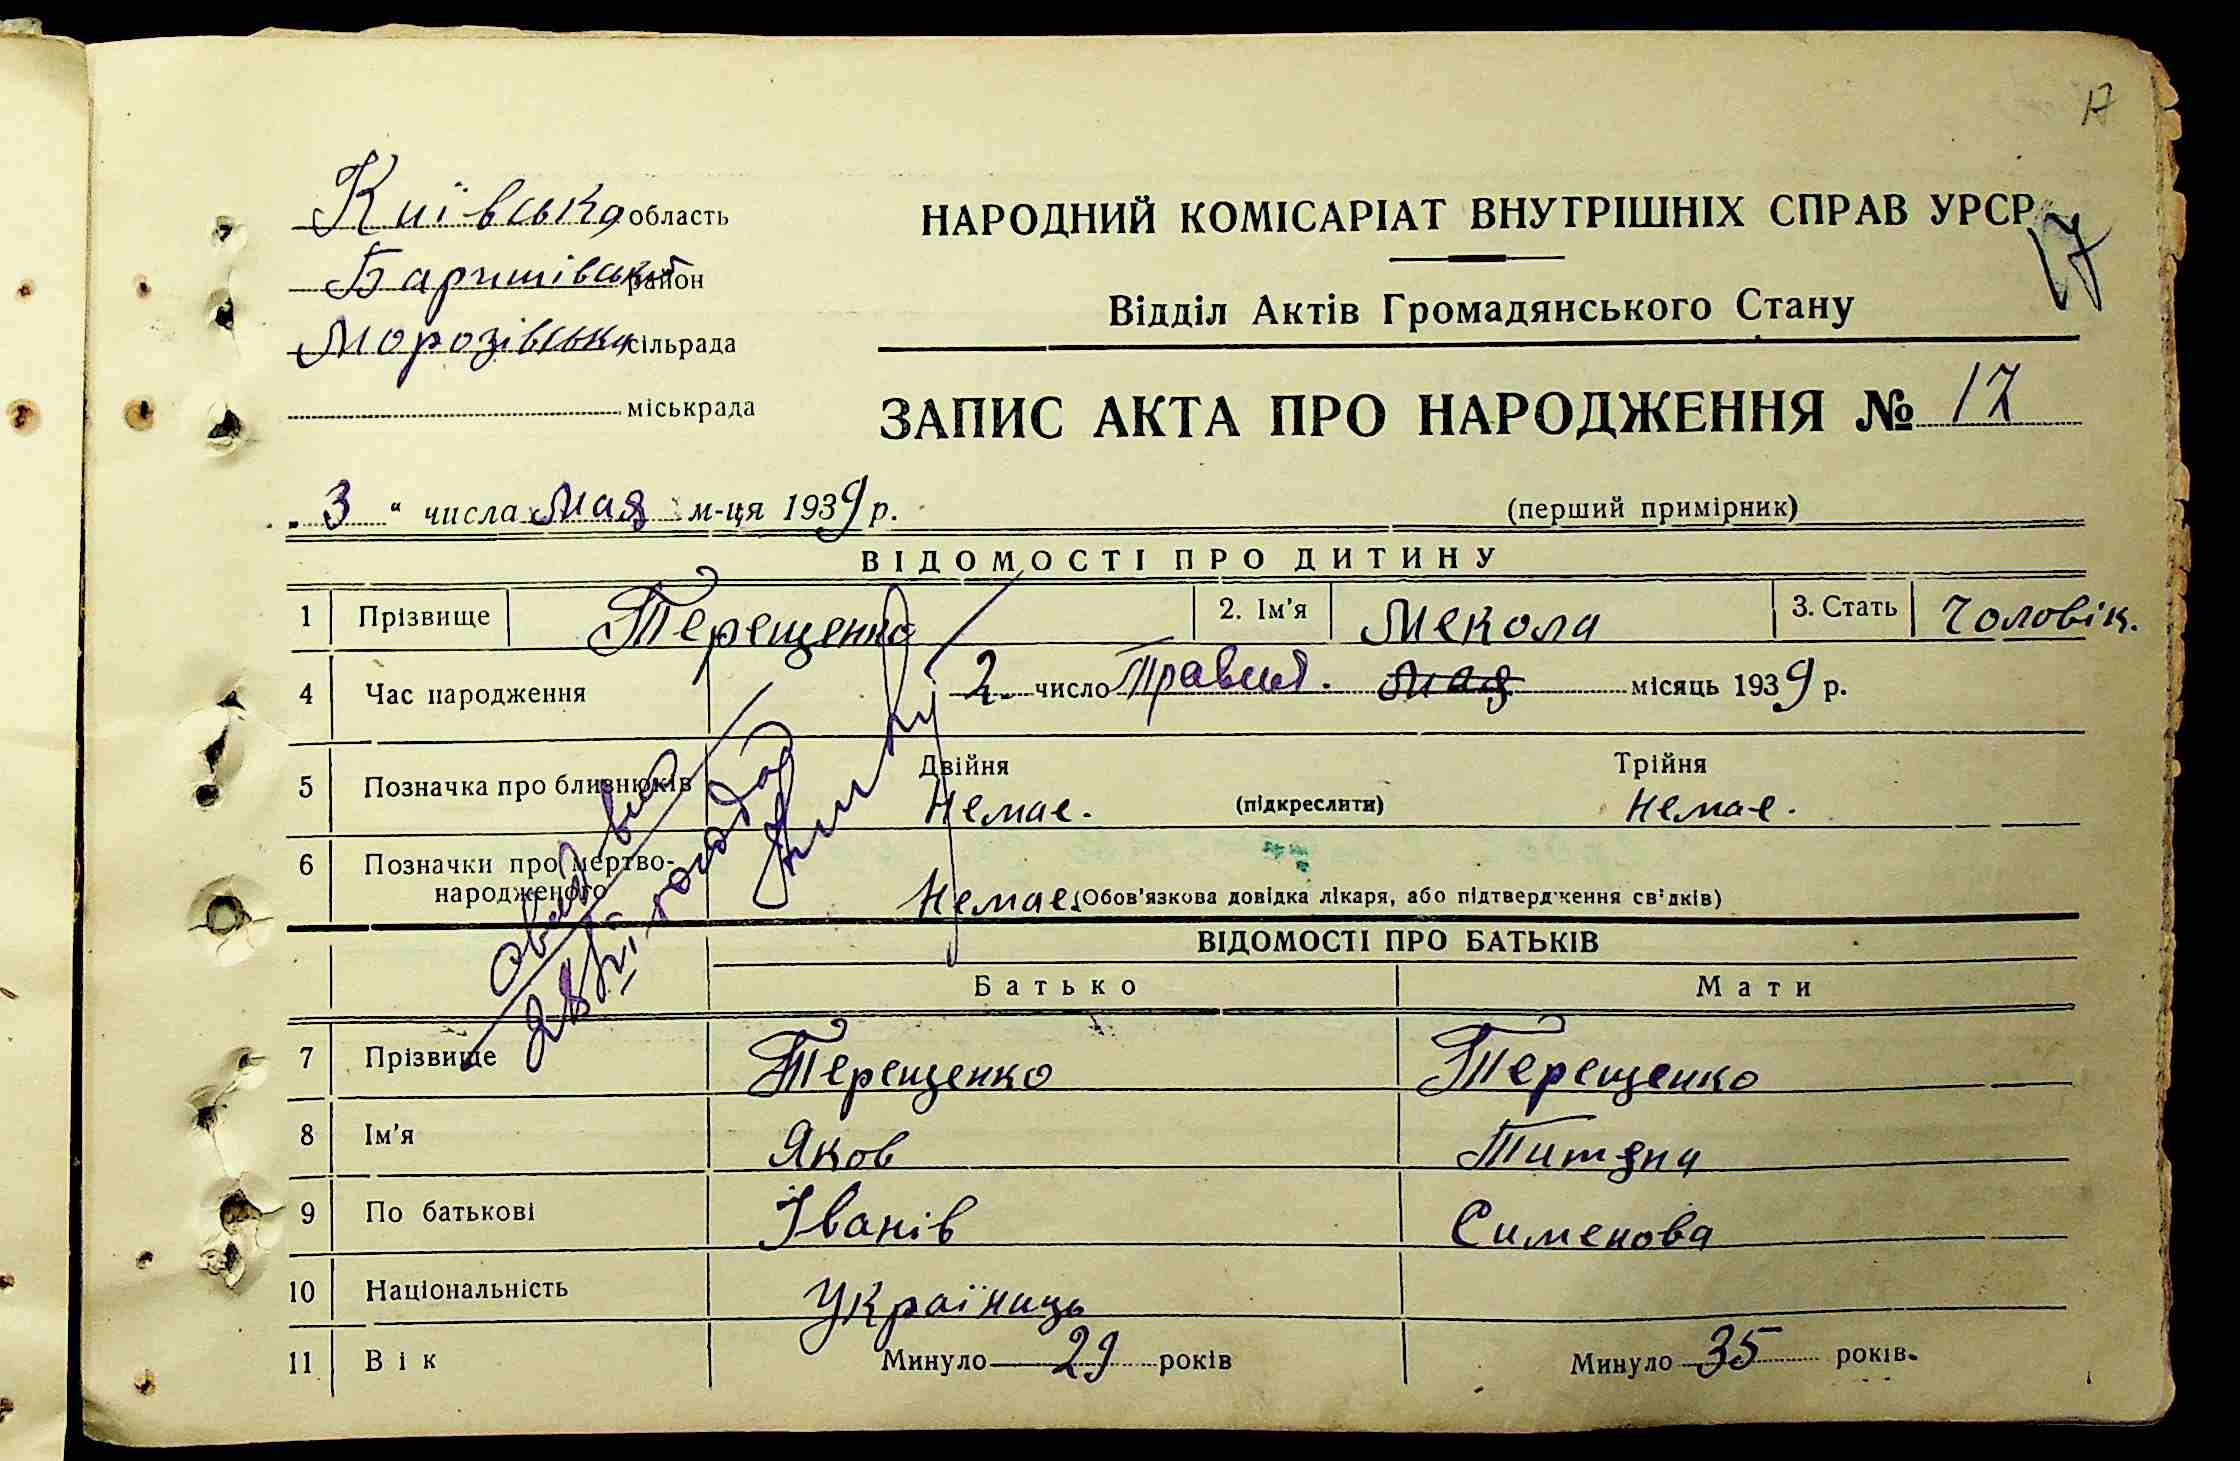 17
Київська область
Баришівськ район
Морозівська сільрада
міськрада
НАРОДНИЙ КОМІСАРІАТ ВНУТРІШНІХ СПРАВ УРСР
17
Відділ Актів Громадянського Стану
ЗАПИС АКТА ПРО НАРОДЖЕННЯ № 17
„ 3 “ числа мая м-ця 1939 р.
(перший примірник)
ВІДОМОСТІ ПРО ДИТИНУ
1 Прізвище Терещенко 2. Ім'я Мекола 3. Стать Чоловік.
4 Час народження 2 число Травня. мая місяць 1939 р.
5 Позначка про близнюків Двійня Немає. (підкреслити) Трійня Немає.
6 Позначки про мертвонародженого Немає (Обов'язкова довідка лікаря, або підтвердження свідків)
ВІДОМОСТІ ПРО БАТЬКІВ
Батько Мати
7 Прізвище Терещенко Терещенко
8 Ім'я Яков Титяна
9 По батькові Іванів Сименова
10 Національність Українець
11 Вік Минуло 29 років Минуло 35 років.